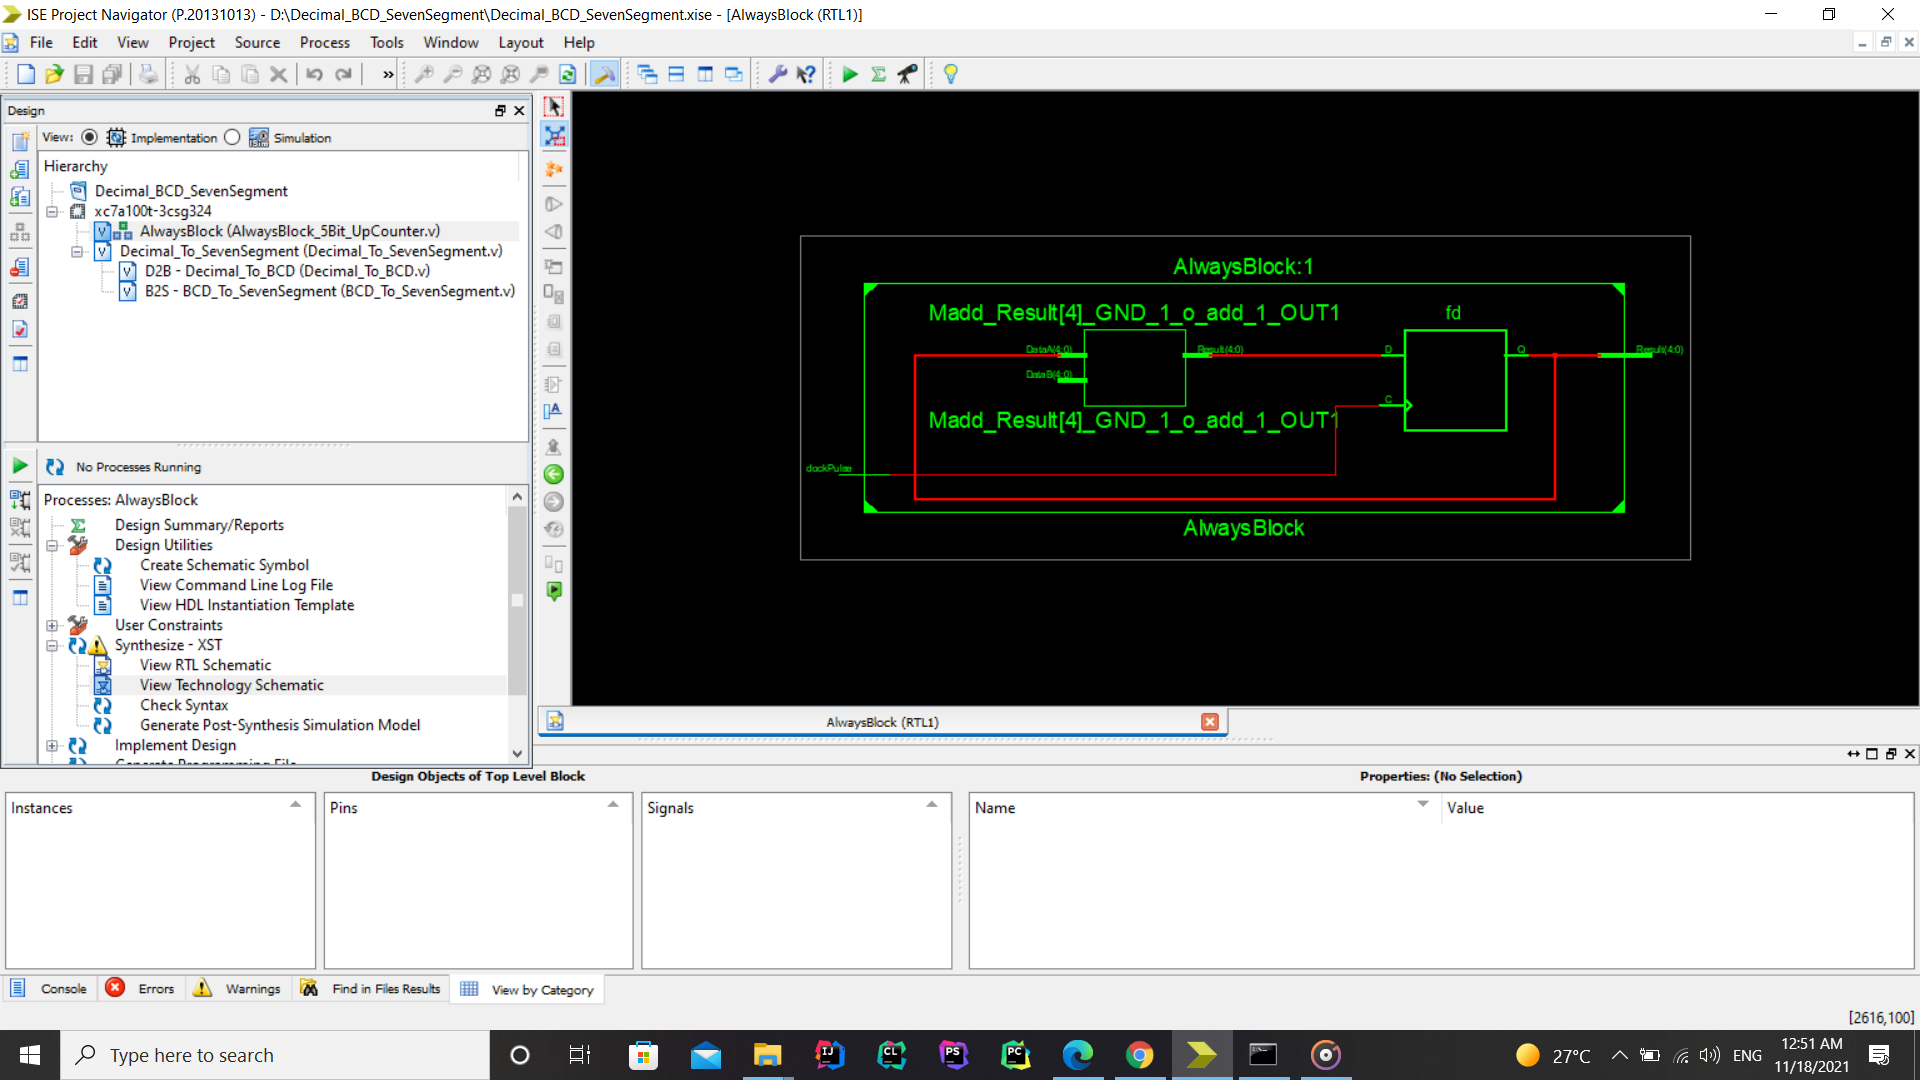 ISE Project Navigator (P.20131013) - D:\Decimal_BCD_SevenSegment\Decimal_BCD_SevenSegment.xise - [AlwaysBlock (RTL1)]
File Edit View Project Source Process Tools Window Layout Help
»
Design
View: Implementation Simulation
Hierarchy
Decimal_BCD_SevenSegment
xc7a100t-3csg324
AlwaysBlock (AlwaysBlock_5Bit_UpCounter.v)
Decimal_To_SevenSegment (Decimal_To_SevenSegment.v)
D2B - Decimal_To_BCD (Decimal_To_BCD.v)
B2S - BCD_To_SevenSegment (BCD_To_SevenSegment.v)
No Processes Running
Processes: AlwaysBlock
Design Summary/Reports
Design Utilities
Create Schematic Symbol
View Command Line Log File
View HDL Instantiation Template
User Constraints
Synthesize - XST
View RTL Schematic
View Technology Schematic
Check Syntax
Generate Post-Synthesis Simulation Model
Implement Design
Generate Programming File
AlwaysBlock:1
Madd_Result[4]_GND_1_o_add_1_OUT1
fd
DataA(4:0)
Result(4:0)
D
Q
Result(4:0)
DataB(4:0)
C
Madd_Result[4]_GND_1_o_add_1_OUT1
clockPulse
AlwaysBlock
AlwaysBlock (RTL1)
Design Objects of Top Level Block
Properties: (No Selection)
Instances
Pins
Signals
Name
Value
Console
Errors
Warnings
Find in Files Results
View by Category
[2616,100]
Type here to search
IJ
CL
PS
PC
27°C
ENG
12:51 AM
11/18/2021